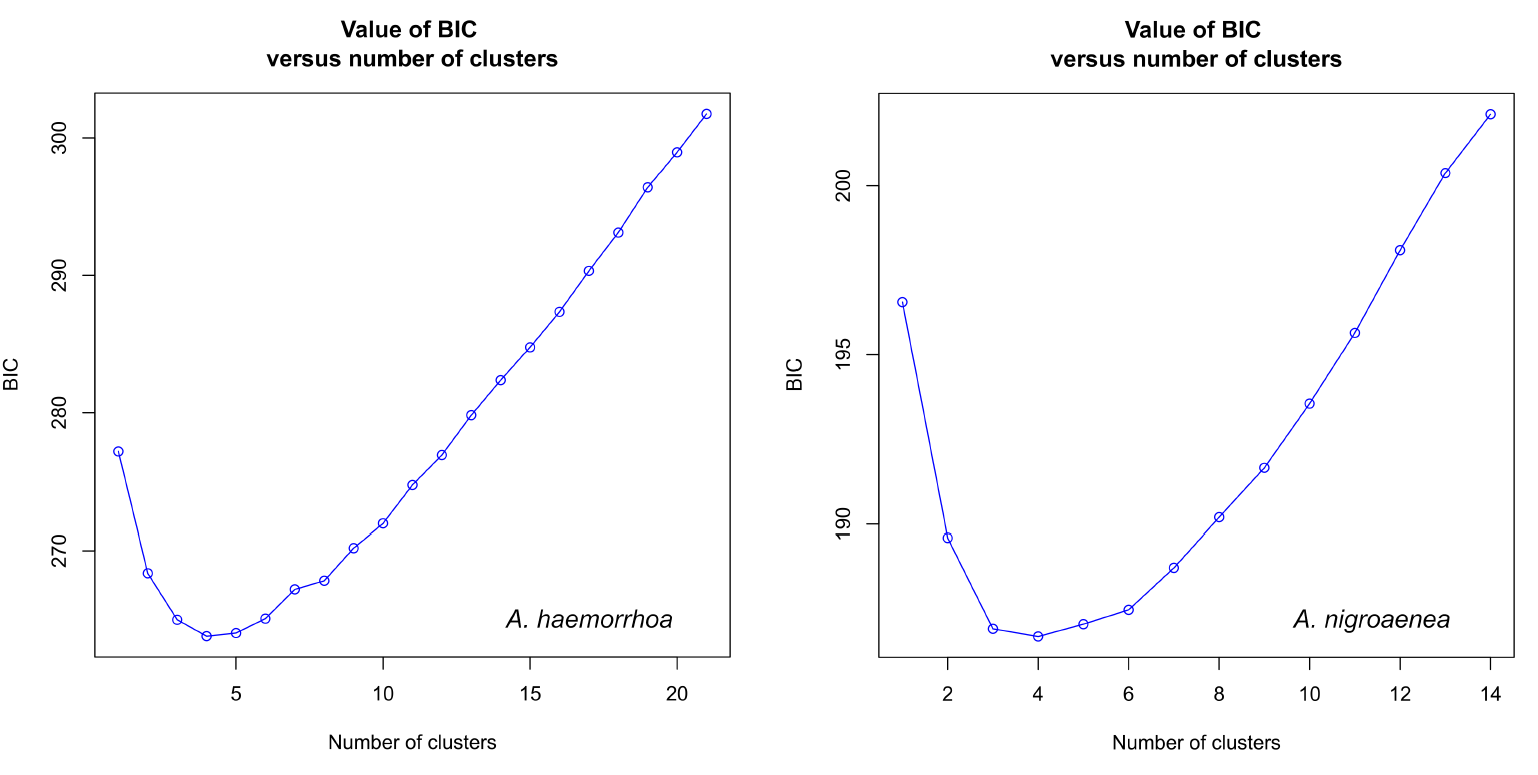 Value of BIC
versus number of clusters
300
290
280
270
BIC
A. haemorrhoa
5 10 15 20
Number of clusters
Value of BIC
versus number of clusters
200
195
190
BIC
A. nigroaenea
2 4 6 8 10 12 14
Number of clusters